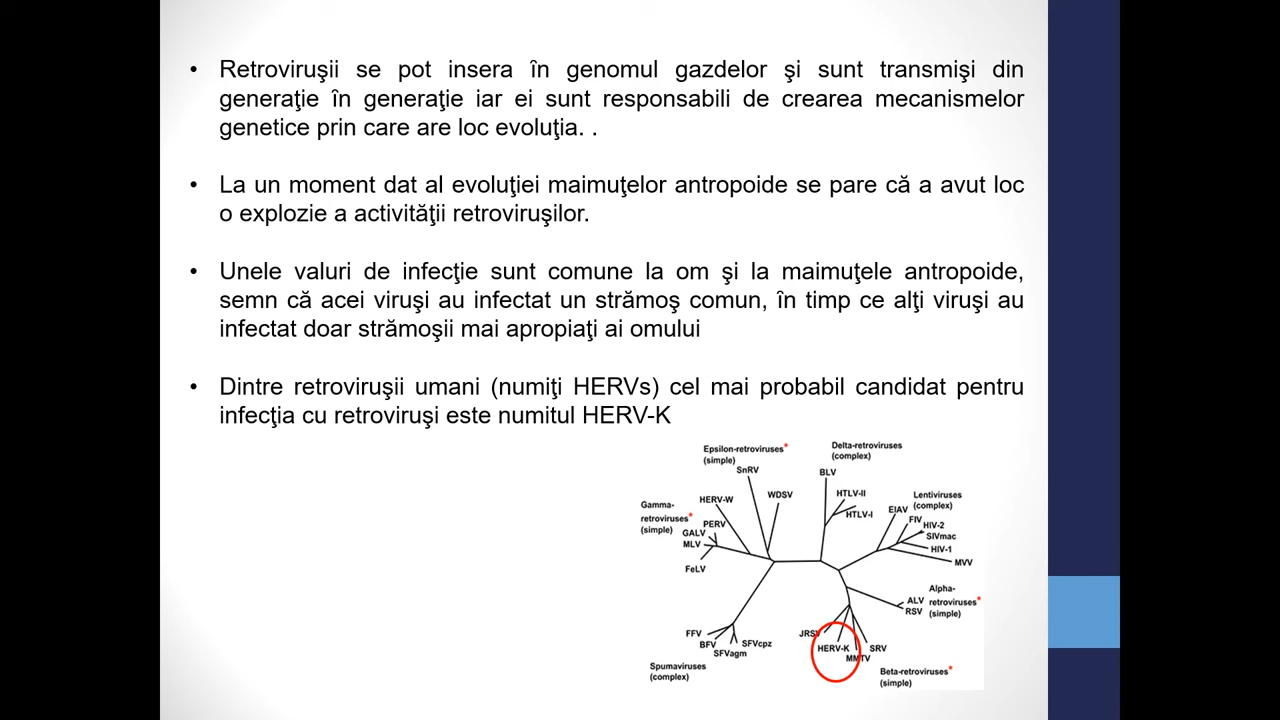 • Retroviruşii se pot insera în genomul gazdelor şi sunt transmişi din
generaţie în generaţie iar ei sunt responsabili de crearea mecanismelor
genetice prin care are loc evoluţia. .
• La un moment dat al evoluţiei maimuţelor antropoide se pare că a avut loc
o explozie a activităţii retroviruşilor.
• Unele valuri de infecţie sunt comune la om şi la maimuţele antropoide,
semn că acei viruşi au infectat un strămoş comun, în timp ce alţi viruşi au
infectat doar strămoşii mai apropiaţi ai omului
• Dintre retroviruşii umani (numiţi HERVs) cel mai probabil candidat pentru
infecţia cu retroviruşi este numitul HERV-K
Epsilon-retroviruses*
(simple)
SnRV
WDSV
Delta-retroviruses
(complex)
BLV
HTLV-II
HTLV-I
Lentiviruses
(complex)
EIAV
FIV
HIV-2
SIVmac
HIV-1
MVV
Gamma-
retroviruses*
(simple)
HERV-W
PERV
GALV
MLV
FeLV
Alpha-
retroviruses*
(simple)
ALV
RSV
FFV
BFV
SFVagm
SFVcpz
Spumaviruses
(complex)
JRSV
HERV-K
MMTV
SRV
Beta-retroviruses*
(simple)